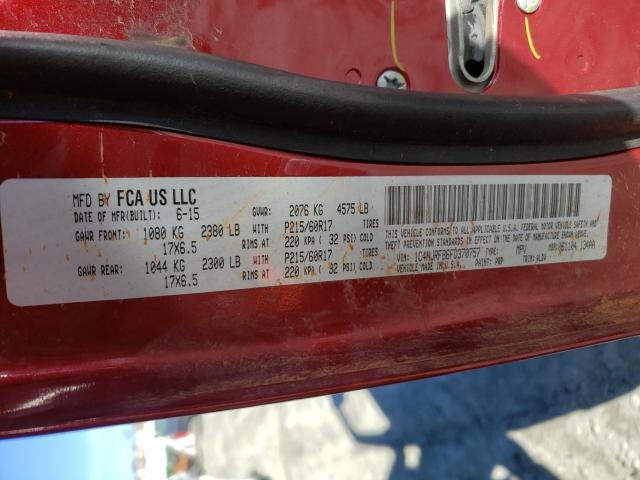 MFD BY FCA US LLC
DATE OF MFR(BUILT): 6-15 GVWR: 2076 KG 4575 LB
GAWR FRONT: 1080 KG 2380 LB WITH P215/60R17 TIRES
17X6.5 RIMS AT 220 KPA ( 32 PSI) COLD
GAWR REAR: 1044 KG 2300 LB WITH P215/60R17 TIRES
17X6.5 RIMS AT 220 KPA ( 32 PSI) COLD
THIS VEHICLE CONFORMS TO ALL APPLICABLE U.S.A. FEDERAL MOTOR VEHICLE SAFETY AND
THEFT PREVENTION STANDARDS IN EFFECT ON THE DATE OF MANUFACTURE SHOWN ABOVE.
VIN: 1C4NJRFB6FD370757 MPV
VEHICLE MADE IN U.S.A. PAINT: PRP TRIM: ALDV